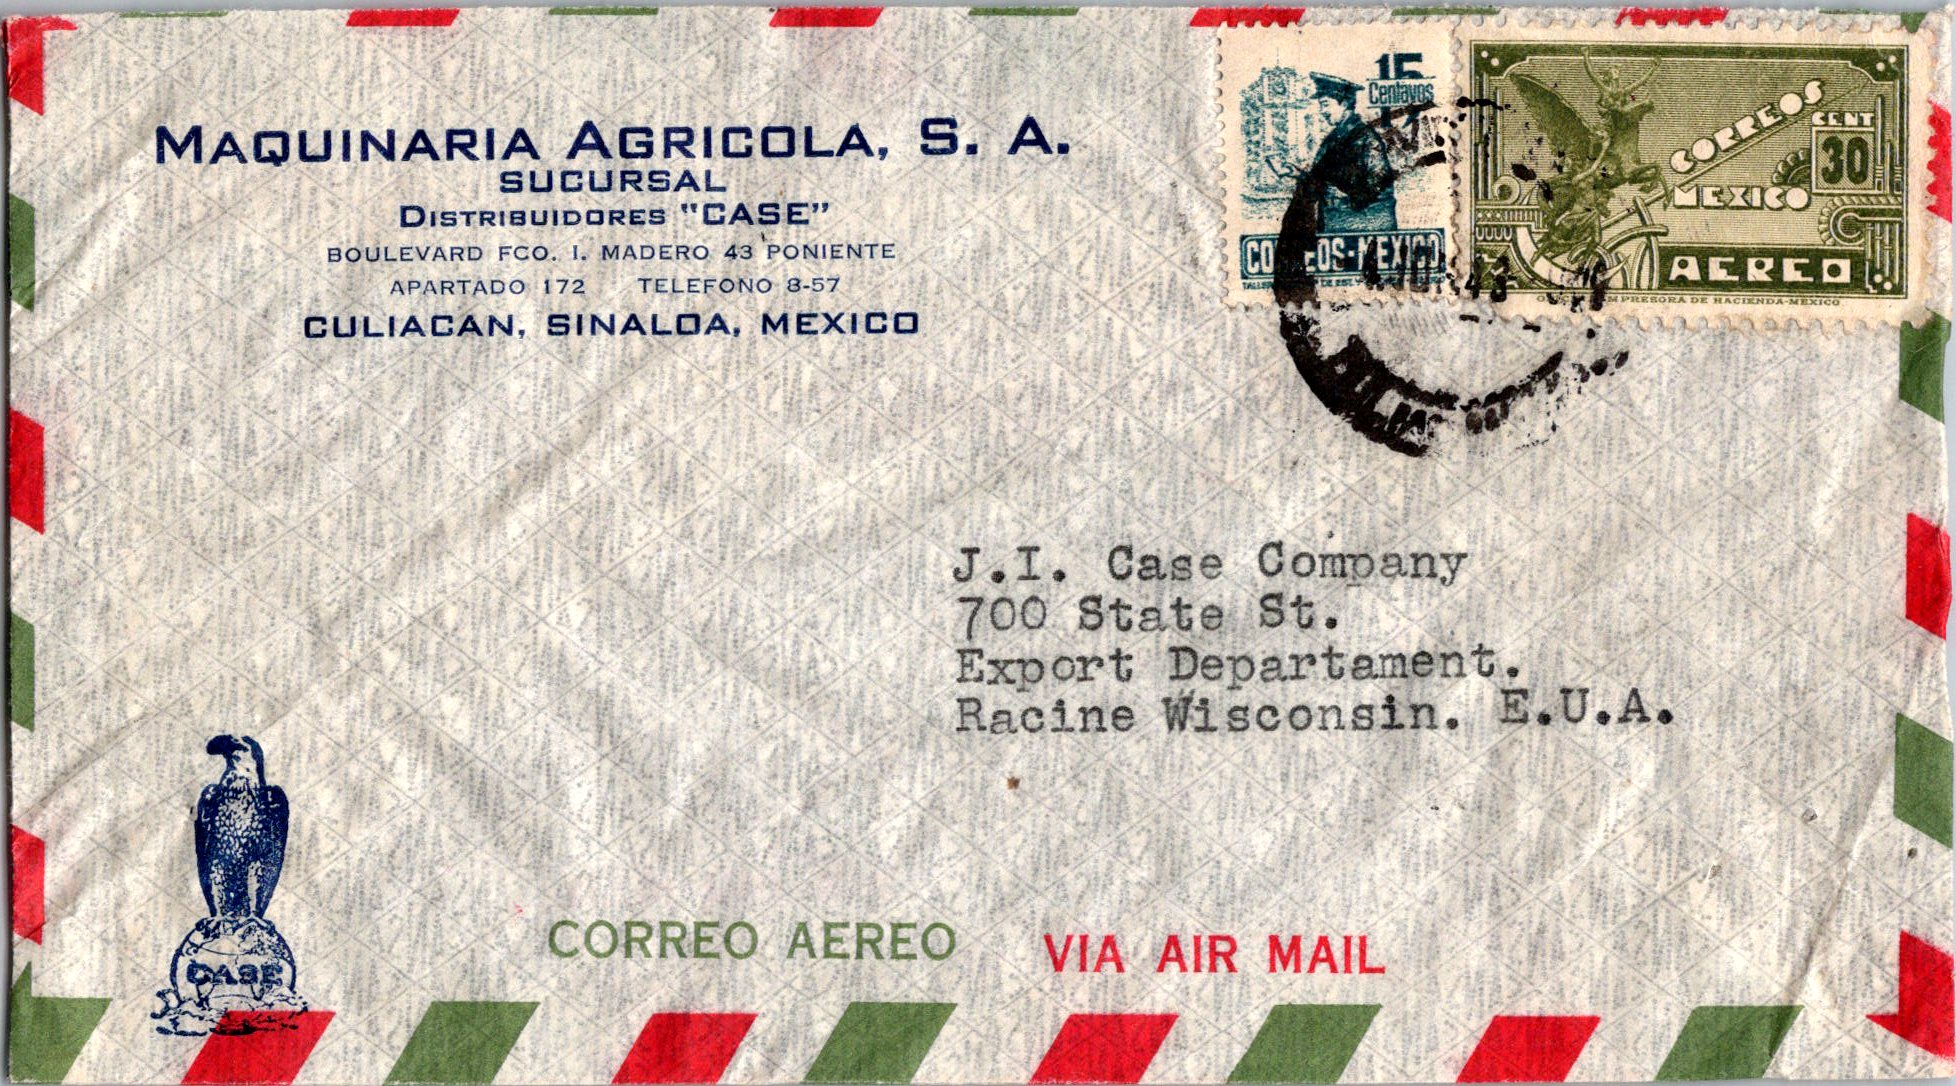 MAQUINARIA AGRICOLA, S. A.
SUCURSAL
DISTRIBUIDORES "CASE"
BOULEVARD FCO. I. MADERO 43 PONIENTE
APARTADO 172 TELEFONO 8-57
CULIACAN, SINALOA, MEXICO
15
Centavos
CORREOS-MEXICO
CORREOS
MEXICO
CENT
30
AEREO
IMPRESORA DE HACIENDA-MEXICO
J.I. Case Company
700 State St.
Export Departament.
Racine Wisconsin. E.U.A.
CASE
CORREO AEREO VIA AIR MAIL